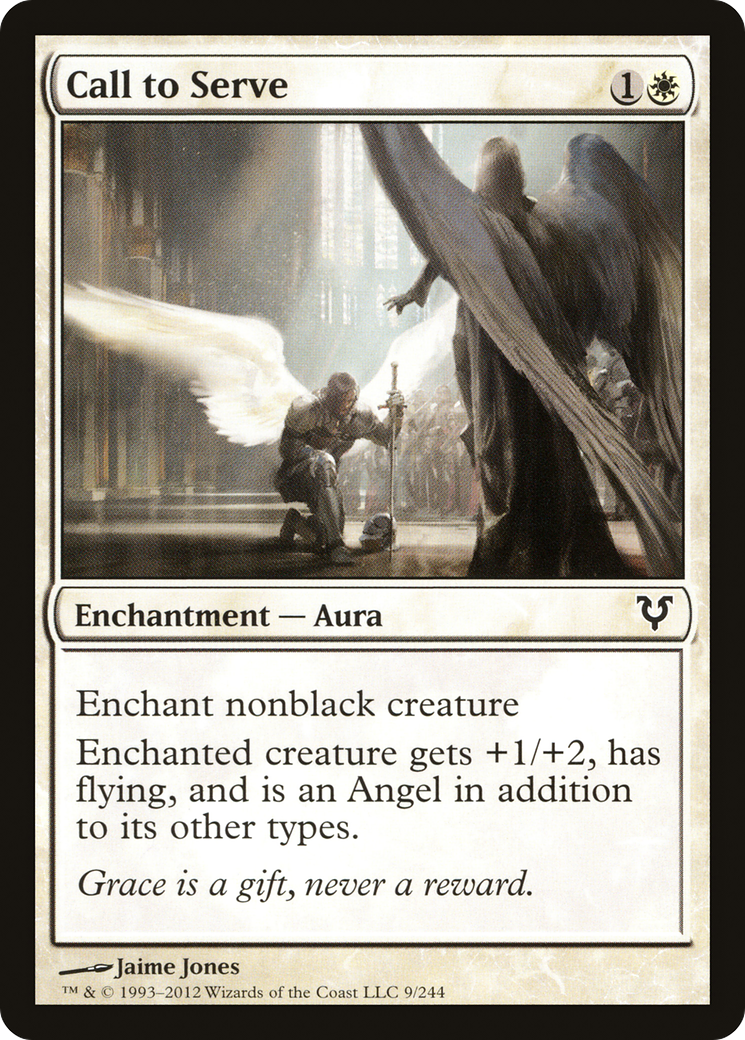 Call to Serve 1
Enchantment — Aura
Enchant nonblack creature
Enchanted creature gets +1/+2, has
flying, and is an Angel in addition
to its other types.
Grace is a gift, never a reward.
Jaime Jones
™ & © 1993–2012 Wizards of the Coast LLC 9/244